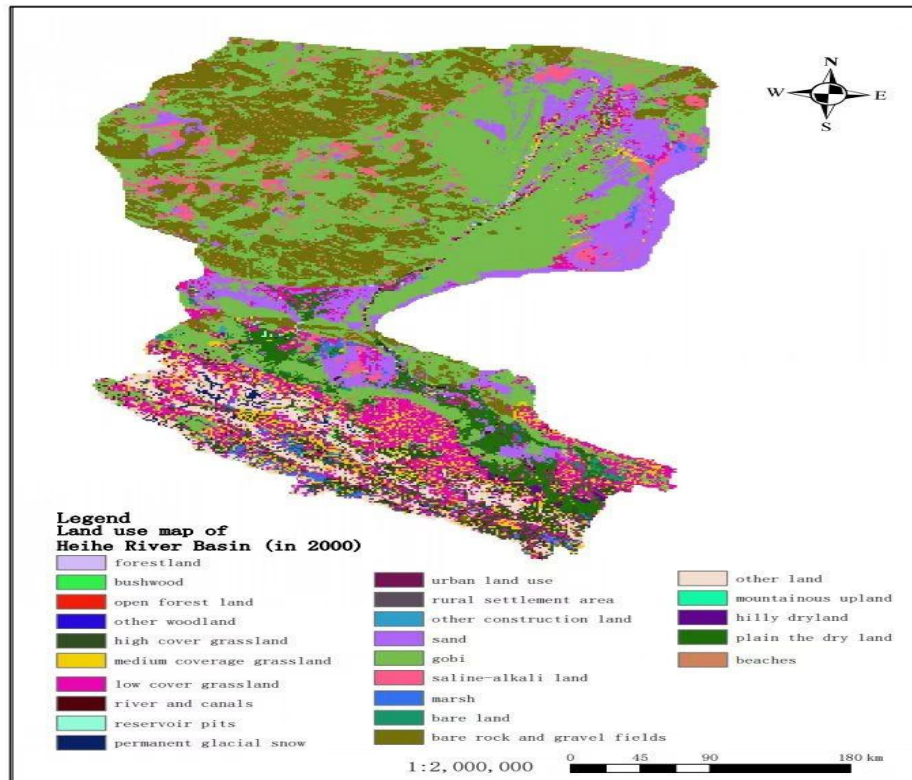 N
W E
S
Legend
Land use map of
Heihe River Basin (in 2000)
forestland
bushwood
open forest land
other woodland
high cover grassland
medium coverage grassland
low cover grassland
river and canals
reservoir pits
permanent glacial snow
urban land use
rural settlement area
other construction land
sand
gobi
saline-alkali land
marsh
bare land
bare rock and gravel fields
other land
mountainous upland
hilly dryland
plain the dry land
beaches
1:2,000,000
0 45 90 180 km